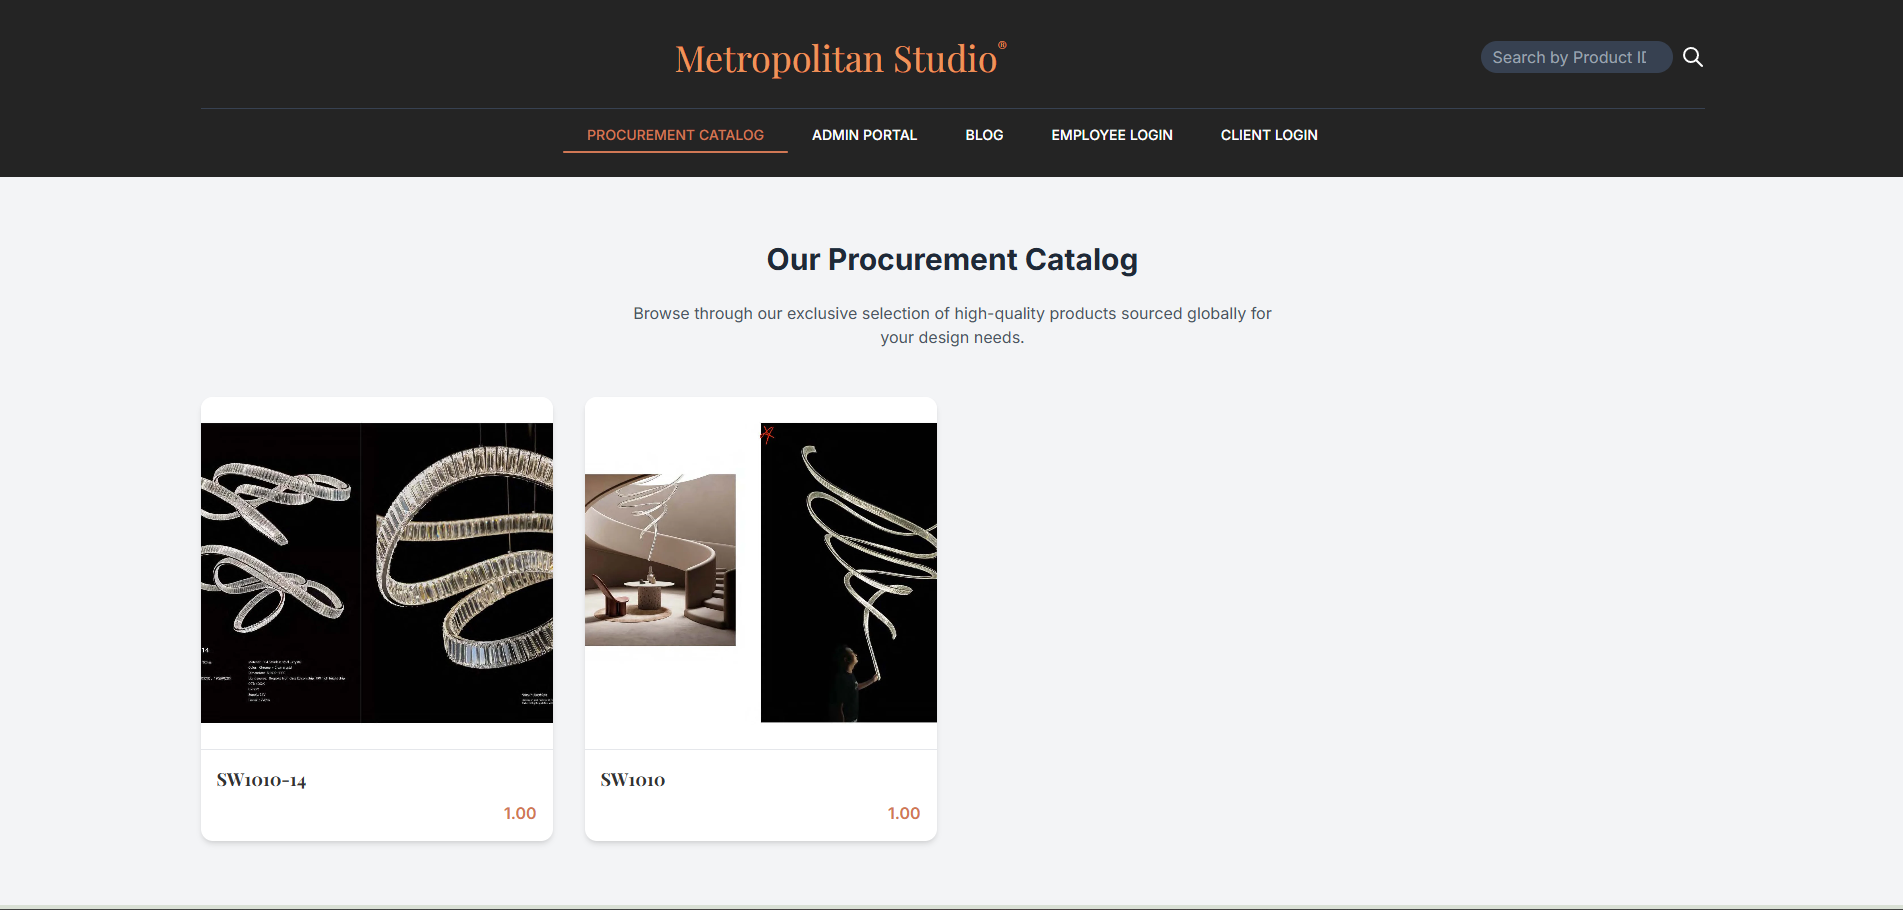 Metropolitan Studio®
Search by Product I
PROCUREMENT CATALOG
ADMIN PORTAL
BLOG
EMPLOYEE LOGIN
CLIENT LOGIN
Our Procurement Catalog
Browse through our exclusive selection of high-quality products sourced globally for
your design needs.
14
SW1010-14
1.00
SW1010
1.00